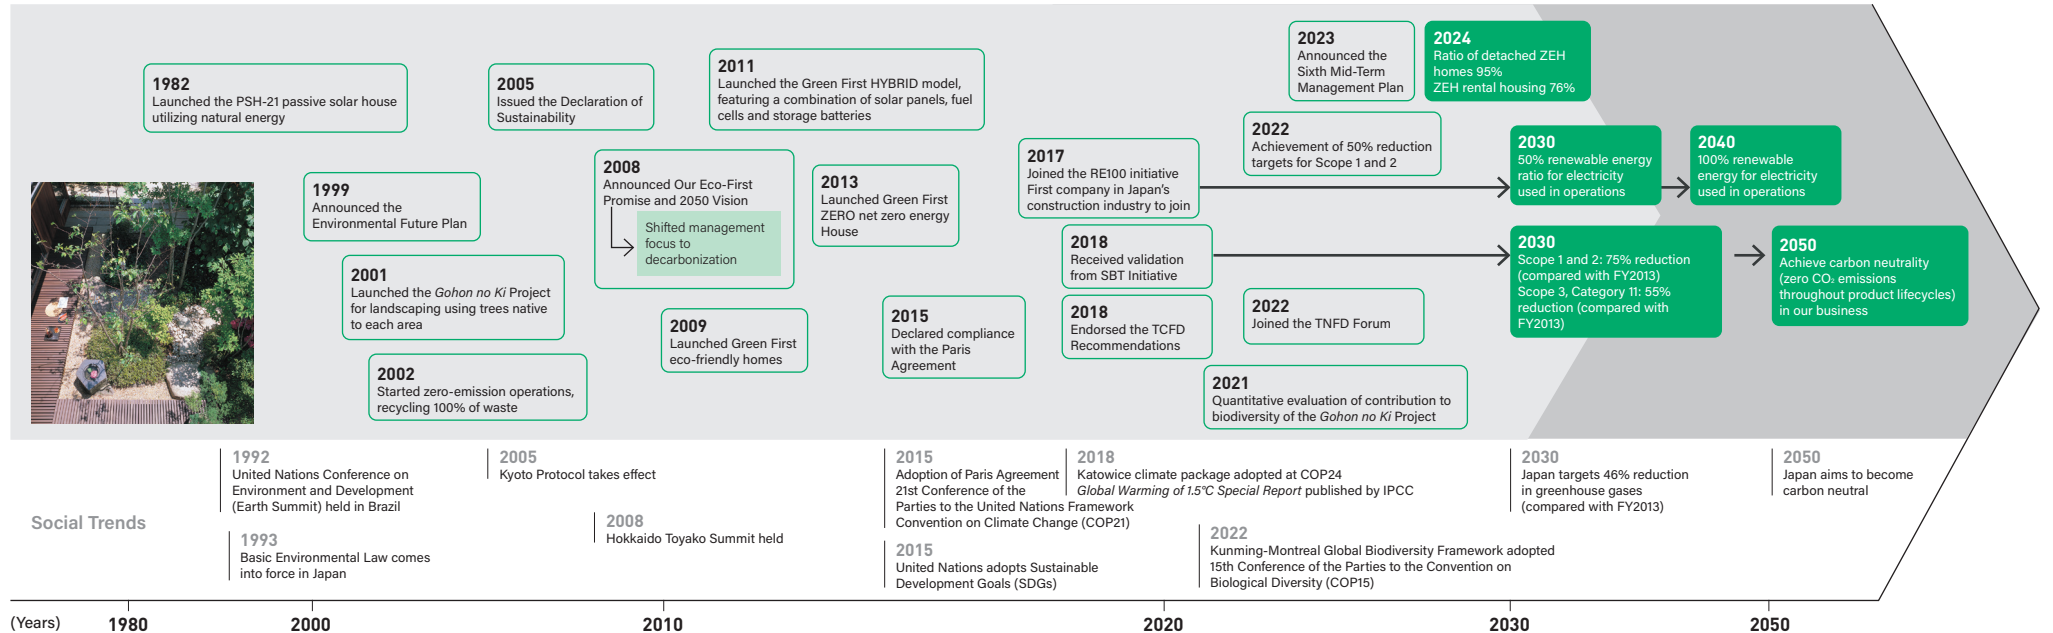 1982
Launched the PSH-21 passive solar house
utilizing natural energy
1999
Announced the
Environmental Future Plan
2001
Launched the Gohon no Ki Project
for landscaping using trees native
to each area
2002
Started zero-emission operations,
recycling 100% of waste
2005
Issued the Declaration of
Sustainability
2008
Announced Our Eco-First
Promise and 2050 Vision
Shifted management
focus to
decarbonization
2009
Launched Green First
eco-friendly homes
2011
Launched the Green First HYBRID model,
featuring a combination of solar panels, fuel
cells and storage batteries
2013
Launched Green First
ZERO net zero energy
House
2015
Declared compliance
with the Paris
Agreement
2017
Joined the RE100 initiative
First company in Japan's
construction industry to join
2018
Received validation
from SBT Initiative
2018
Endorsed the TCFD
Recommendations
2021
Quantitative evaluation of contribution to
biodiversity of the Gohon no Ki Project
2022
Achievement of 50% reduction
targets for Scope 1 and 2
2022
Joined the TNFD Forum
2023
Announced the
Sixth Mid-Term
Management Plan
2024
Ratio of detached ZEH
homes 95%
ZEH rental housing 76%
2030
50% renewable energy
ratio for electricity
used in operations
2040
100% renewable
energy for electricity
used in operations
2030
Scope 1 and 2: 75% reduction
(compared with FY2013)
Scope 3, Category 11: 55%
reduction (compared with
FY2013)
2050
Achieve carbon neutrality
(zero CO₂ emissions
throughout product lifecycles)
in our business
Social Trends
1992
United Nations Conference on
Environment and Development
(Earth Summit) held in Brazil
1993
Basic Environmental Law comes
into force in Japan
2005
Kyoto Protocol takes effect
2008
Hokkaido Toyako Summit held
2015
Adoption of Paris Agreement
21st Conference of the
Parties to the United Nations Framework
Convention on Climate Change (COP21)
2015
United Nations adopts Sustainable
Development Goals (SDGs)
2018
Katowice climate package adopted at COP24
Global Warming of 1.5°C Special Report published by IPCC
2022
Kunming-Montreal Global Biodiversity Framework adopted
15th Conference of the Parties to the Convention on
Biological Diversity (COP15)
2030
Japan targets 46% reduction
in greenhouse gases
(compared with FY2013)
2050
Japan aims to become
carbon neutral
(Years) 1980 2000 2010 2020 2030 2050